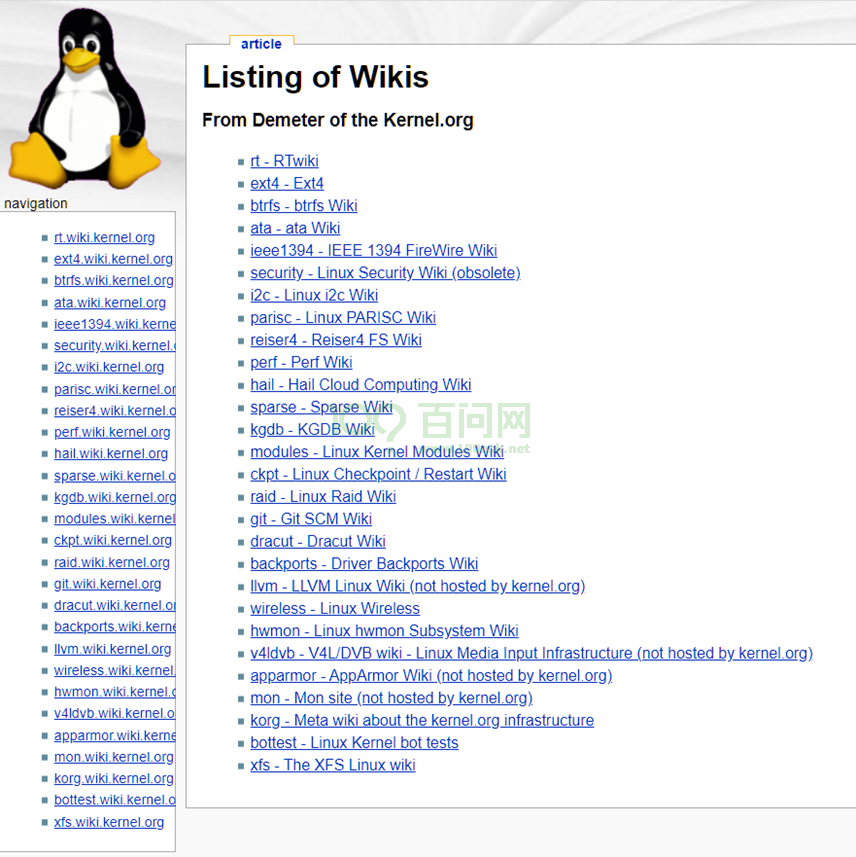 article
Listing of Wikis
From Demeter of the Kernel.org
rt - RTwiki
ext4 - Ext4
btrfs - btrfs Wiki
ata - ata Wiki
ieee1394 - IEEE 1394 FireWire Wiki
security - Linux Security Wiki (obsolete)
i2c - Linux i2c Wiki
parisc - Linux PARISC Wiki
reiser4 - Reiser4 FS Wiki
perf - Perf Wiki
hail - Hail Cloud Computing Wiki
sparse - Sparse Wiki
kgdb - KGDB Wiki
modules - Linux Kernel Modules Wiki
ckpt - Linux Checkpoint / Restart Wiki
raid - Linux Raid Wiki
git - Git SCM Wiki
dracut - Dracut Wiki
backports - Driver Backports Wiki
llvm - LLVM Linux Wiki (not hosted by kernel.org)
wireless - Linux Wireless
hwmon - Linux hwmon Subsystem Wiki
v4ldvb - V4L/DVB wiki - Linux Media Input Infrastructure (not hosted by kernel.org)
apparmor - AppArmor Wiki (not hosted by kernel.org)
mon - Mon site (not hosted by kernel.org)
korg - Meta wiki about the kernel.org infrastructure
bottest - Linux Kernel bot tests
xfs - The XFS Linux wiki
navigation
rt.wiki.kernel.org
ext4.wiki.kernel.org
btrfs.wiki.kernel.org
ata.wiki.kernel.org
ieee1394.wiki.kerne
security.wiki.kernel.
i2c.wiki.kernel.org
parisc.wiki.kernel.or
reiser4.wiki.kernel.o
perf.wiki.kernel.org
hail.wiki.kernel.org
sparse.wiki.kernel.o
kgdb.wiki.kernel.org
modules.wiki.kernel
ckpt.wiki.kernel.org
raid.wiki.kernel.org
git.wiki.kernel.org
dracut.wiki.kernel.or
backports.wiki.kerne
llvm.wiki.kernel.org
wireless.wiki.kernel.
hwmon.wiki.kernel.o
v4ldvb.wiki.kernel.o
apparmor.wiki.kerne
mon.wiki.kernel.org
korg.wiki.kernel.org
bottest.wiki.kernel.o
xfs.wiki.kernel.org
百问网